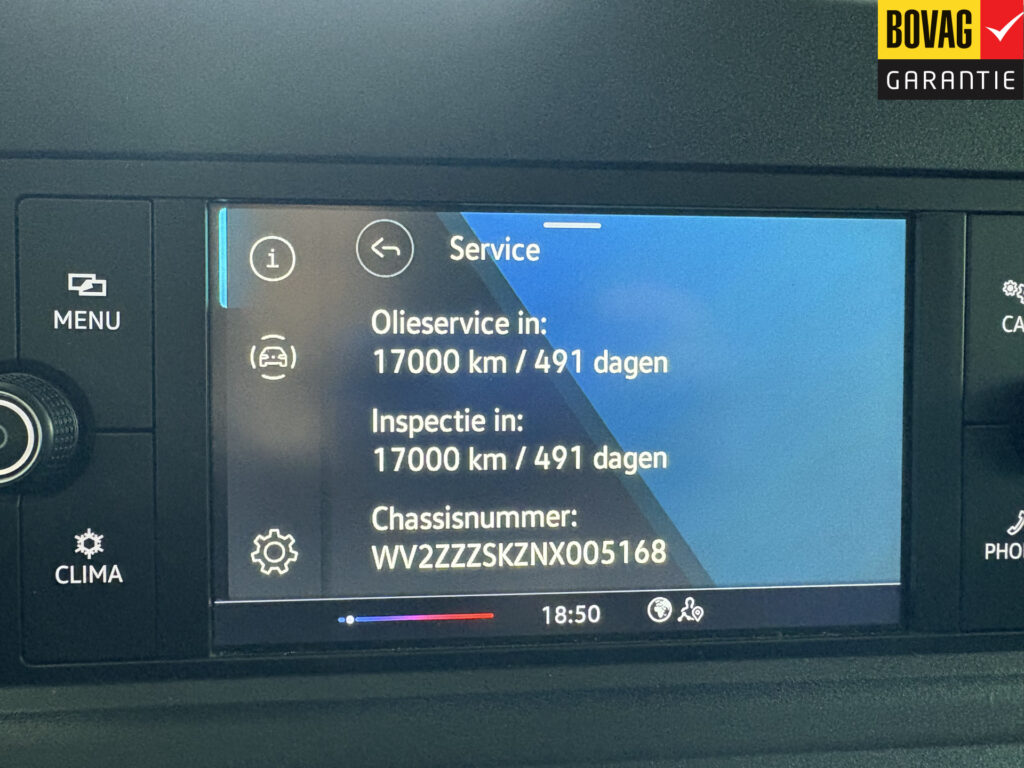 BOVAG
GARANTIE
MENU
CLIMA
i
Service
Olieservice in:
17000 km / 491 dagen
Inspectie in:
17000 km / 491 dagen
Chassisnummer:
WV2ZZZSKZNX005168
18:50
CA
PHO